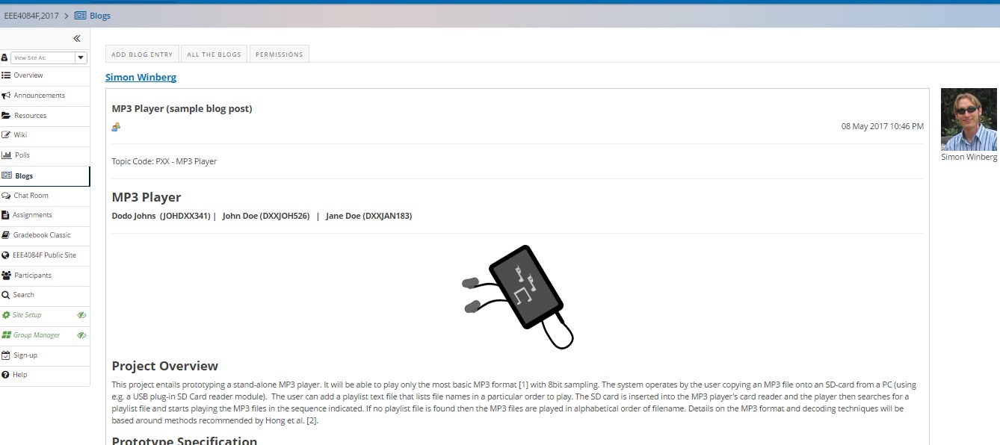 EEE4084F,2017 > Blogs
«
View Site As:
Overview
Announcements
Resources
Wiki
Polls
Blogs
Chat Room
Assignments
Gradebook Classic
EEE4084F Public Site
Participants
Search
Site Setup
Group Manager
Sign-up
Help
ADD BLOG ENTRY ALL THE BLOGS PERMISSIONS
Simon Winberg
MP3 Player (sample blog post)
08 May 2017 10:46 PM
Topic Code: PXX - MP3 Player
MP3 Player
Dodo Johns (JOHDXX341) | John Doe (DXXJOH526) | Jane Doe (DXXJAN183)
Project Overview
This project entails prototyping a stand-alone MP3 player. It will be able to play only the most basic MP3 format [1] with 8bit sampling. The system operates by the user copying an MP3 file onto an SD-card from a PC (using
e.g. a USB plug-in SD Card reader module). The user can add a playlist text file that lists file names in a particular order to play. The SD card is inserted into the MP3 player's card reader and the player then searches for a
playlist file and starts playing the MP3 files in the sequence indicated. If no playlist file is found then the MP3 files are played in alphabetical order of filename. Details on the MP3 format and decoding techniques will be
based around methods recommended by Hong et al. [2].
Prototype Specification
Simon Winberg